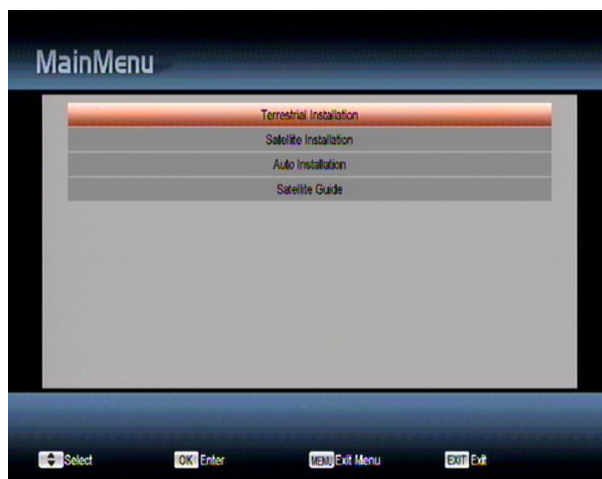 MainMenu
Terrestrial Installation
Satellite Installation
Auto Installation
Satellite Guide
Select OK Enter MENU Exit Menu EXIT Exit